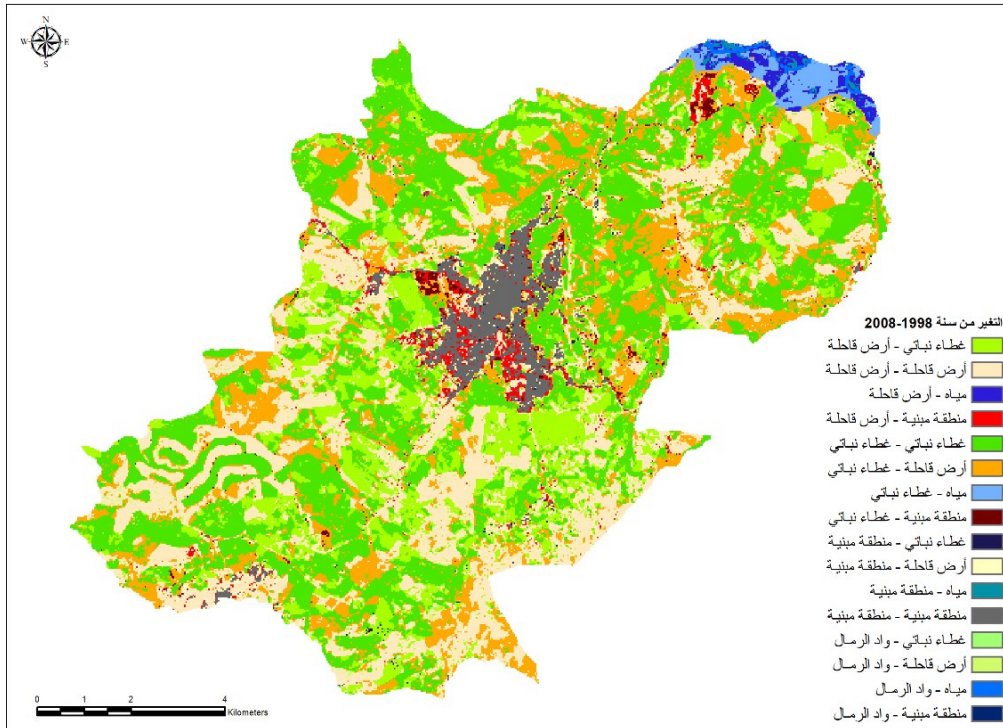 N
W E
S
التغير من سنة 1998-2008
غطاء نباتي - أرض قاحلة
أرض قاحلة - أرض قاحلة
مياه - أرض قاحلة
منطقة مبنية - أرض قاحلة
غطاء نباتي - غطاء نباتي
أرض قاحلة - غطاء نباتي
مياه - غطاء نباتي
منطقة مبنية - غطاء نباتي
غطاء نباتي - منطقة مبنية
أرض قاحلة - منطقة مبنية
مياه - منطقة مبنية
منطقة مبنية - منطقة مبنية
غطاء نباتي - واد الرمال
أرض قاحلة - واد الرمال
مياه - واد الرمال
منطقة مبنية - واد الرمال
0 1 2 4
Kilometers